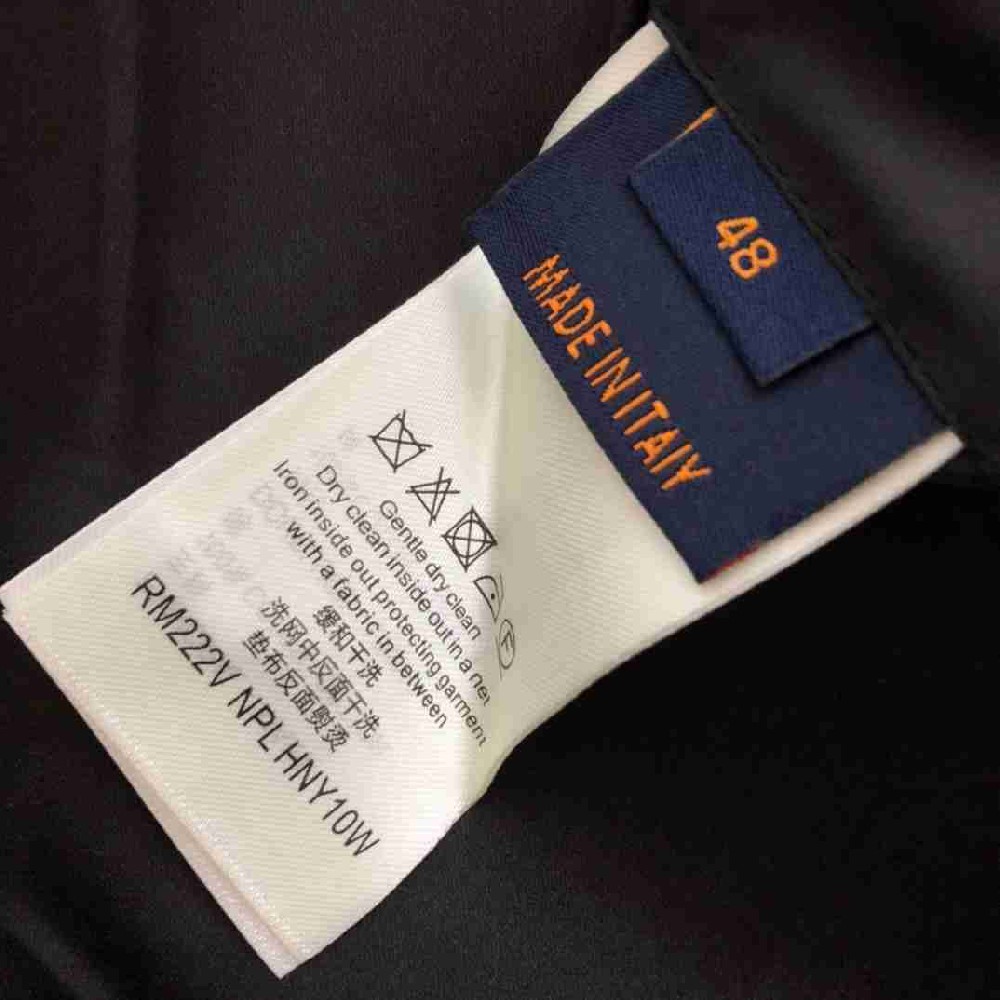 48
MADE IN ITAIY
F
Gentle dry clean
Dry clean inside out in a net
Iron inside out protecting garment
with a fabric in between
缓和干洗
洗网中反面干洗
垫布反面熨烫
RM222V NPL HNY10W